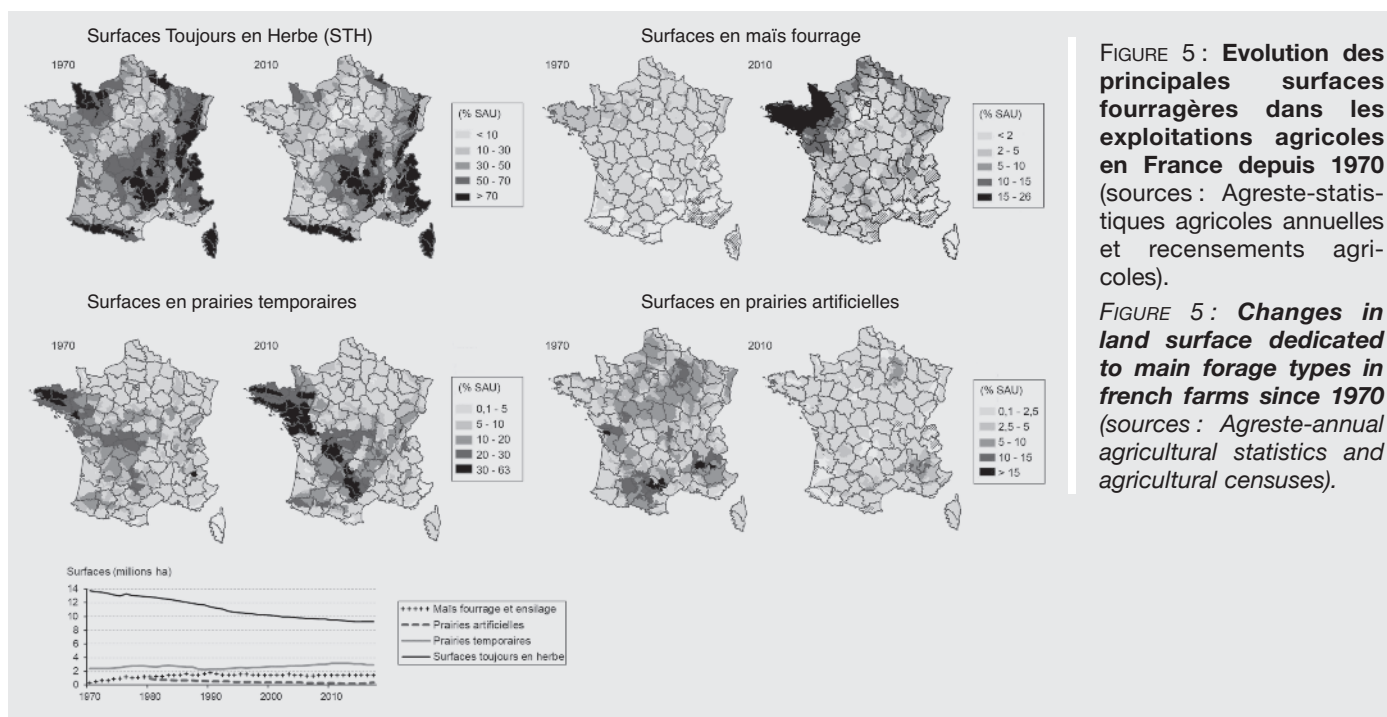 Surfaces Toujours en Herbe (STH)
1970
2010
(% SAU)
< 10
10 - 30
30 - 50
50 - 70
> 70
Surfaces en maïs fourrage
1970
2010
(% SAU)
< 2
2 - 5
5 - 10
10 - 15
15 - 26
Surfaces en prairies temporaires
1970
2010
(% SAU)
0,1 - 5
5 - 10
10 - 20
20 - 30
30 - 63
Surfaces en prairies artificielles
1970
2010
(% SAU)
0,1 - 2,5
2,5 - 5
5 - 10
10 - 15
> 15
Surfaces (millions ha)
14
12
10
8
6
4
2
0
1970
1980
1990
2000
2010
Maïs fourrage et ensilage
Prairies artificielles
Prairies temporaires
Surfaces toujours en herbe
FIGURE 5 : Evolution des
principales surfaces
fourragères dans les
exploitations agricoles
en France depuis 1970
(sources : Agreste-statis-
tiques agricoles annuelles
et recensements agri-
coles).
FIGURE 5 : Changes in
land surface dedicated
to main forage types in
french farms since 1970
(sources : Agreste-annual
agricultural statistics and
agricultural censuses).